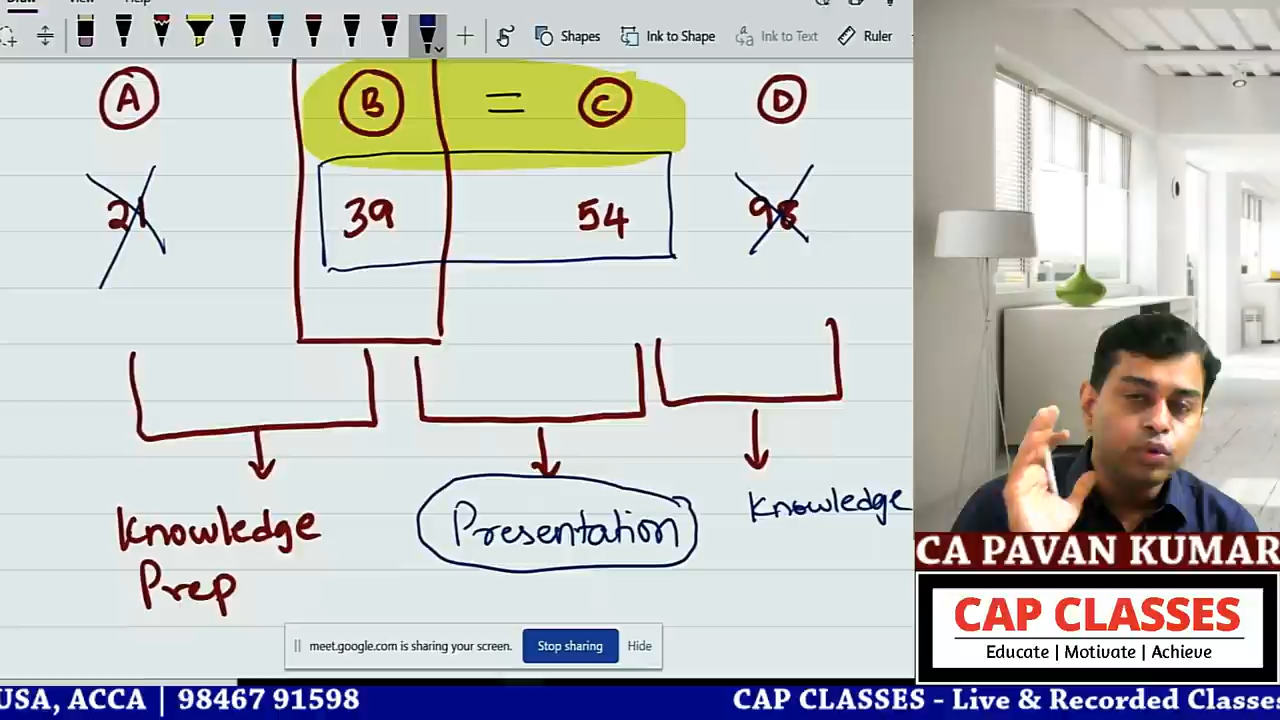 Shapes
Ink to Shape
Ink to Text
Ruler
A
B
=
C
D
21
39
54
98
Knowledge
Prep
Presentation
Knowledge
meet.google.com is sharing your screen.
Stop sharing
Hide
CA PAVAN KUMAR
CAP CLASSES
Educate | Motivate | Achieve
USA, ACCA | 98467 91598
CAP CLASSES - Live & Recorded Classes